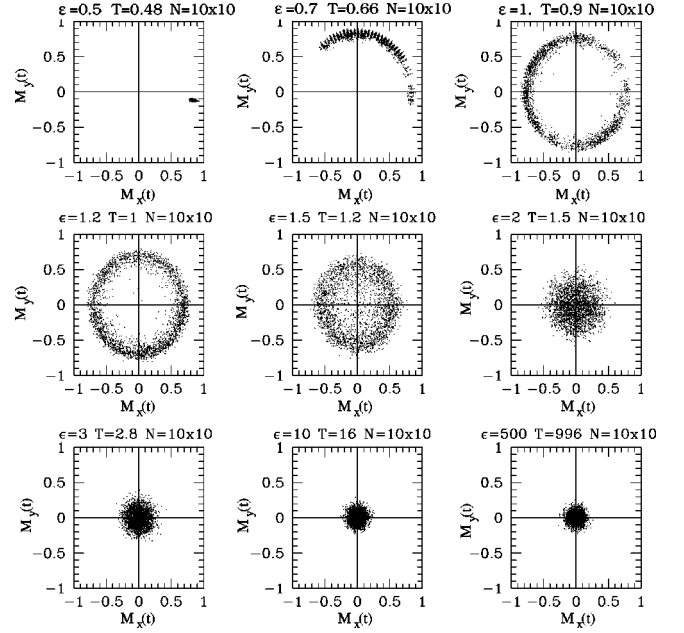 ε=0.5 T=0.48 N=10x10
ε=0.7 T=0.66 N=10x10
ε=1. T=0.9 N=10x10
1
0.5
0
−0.5
−1
M_y(t)
−1 −0.5 0 0.5 1
M_x(t)
1
0.5
0
−0.5
−1
M_y(t)
−1 −0.5 0 0.5 1
M_x(t)
1
0.5
0
−0.5
−1
M_y(t)
−1 −0.5 0 0.5 1
M_x(t)
ϵ=1.2 T=1 N=10x10
ϵ=1.5 T=1.2 N=10x10
ϵ=2 T=1.5 N=10x10
1
0.5
0
−0.5
−1
M_y(t)
−1 −0.5 0 0.5 1
M_x(t)
1
0.5
0
−0.5
−1
M_y(t)
−1 −0.5 0 0.5 1
M_x(t)
1
0.5
0
−0.5
−1
M_y(t)
−1 −0.5 0 0.5 1
M_x(t)
ϵ=3 T=2.8 N=10x10
ϵ=10 T=16 N=10x10
ϵ=500 T=996 N=10x10
1
0.5
0
−0.5
−1
M_y(t)
−1 −0.5 0 0.5 1
M_x(t)
1
0.5
0
−0.5
−1
M_y(t)
−1 −0.5 0 0.5 1
M_x(t)
1
0.5
0
−0.5
−1
M_y(t)
−1 −0.5 0 0.5 1
M_x(t)